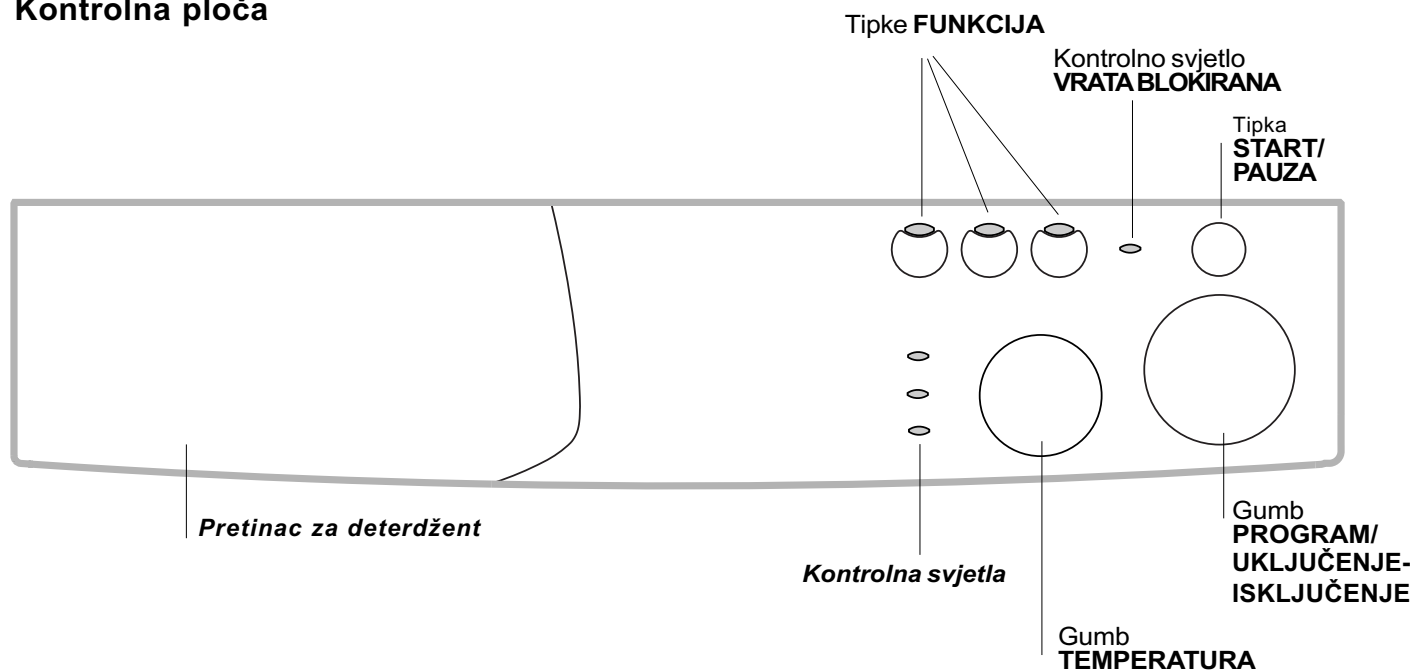 Kontrolna ploča
Tipke FUNKCIJA
Kontrolno svjetlo
VRATA BLOKIRANA
Tipka
START/
PAUZA
Pretinac za deterdžent
Kontrolna svjetla
Gumb
PROGRAM/
UKLJUČENJE-
ISKLJUČENJE
Gumb
TEMPERATURA